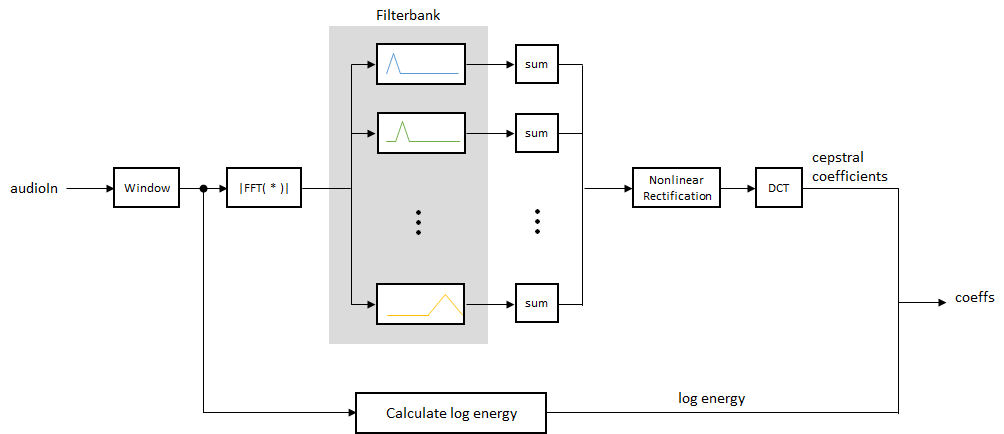 Filterbank
sum
sum
audioIn
Window
|FFT( * )|
Nonlinear
Rectification
DCT
cepstral
coefficients
sum
coeffs
Calculate log energy
log energy